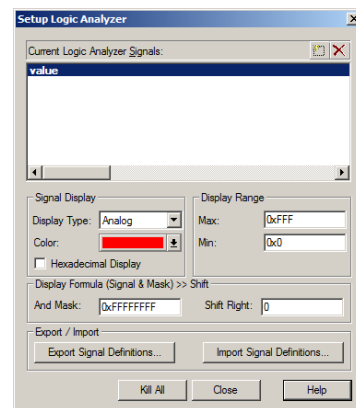 Setup Logic Analyzer
Current Logic Analyzer Signals:
value
Signal Display
Display Type: Analog
Color:
Hexadecimal Display
Display Range
Max: 0xFFF
Min: 0x0
Display Formula (Signal & Mask) >> Shift
And Mask: 0xFFFFFFFF Shift Right: 0
Export / Import
Export Signal Definitions... Import Signal Definitions...
Kill All Close Help